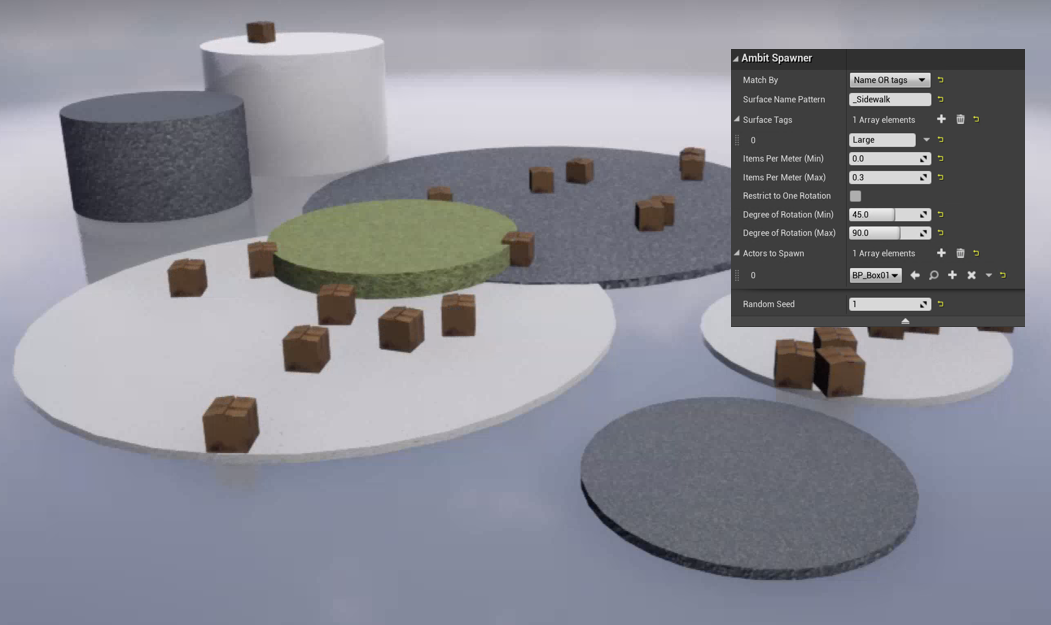 Ambit Spawner
Match By Name OR tags
Surface Name Pattern _Sidewalk
Surface Tags 1 Array elements
0 Large
Items Per Meter (Min) 0.0
Items Per Meter (Max) 0.3
Restrict to One Rotation
Degree of Rotation (Min) 45.0
Degree of Rotation (Max) 90.0
Actors to Spawn 1 Array elements
0 BP_Box01
Random Seed 1